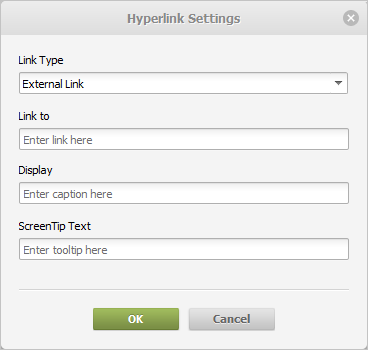 Hyperlink Settings
Link Type
External Link
Link to
Enter link here
Display
Enter caption here
ScreenTip Text
Enter tooltip here
OK Cancel